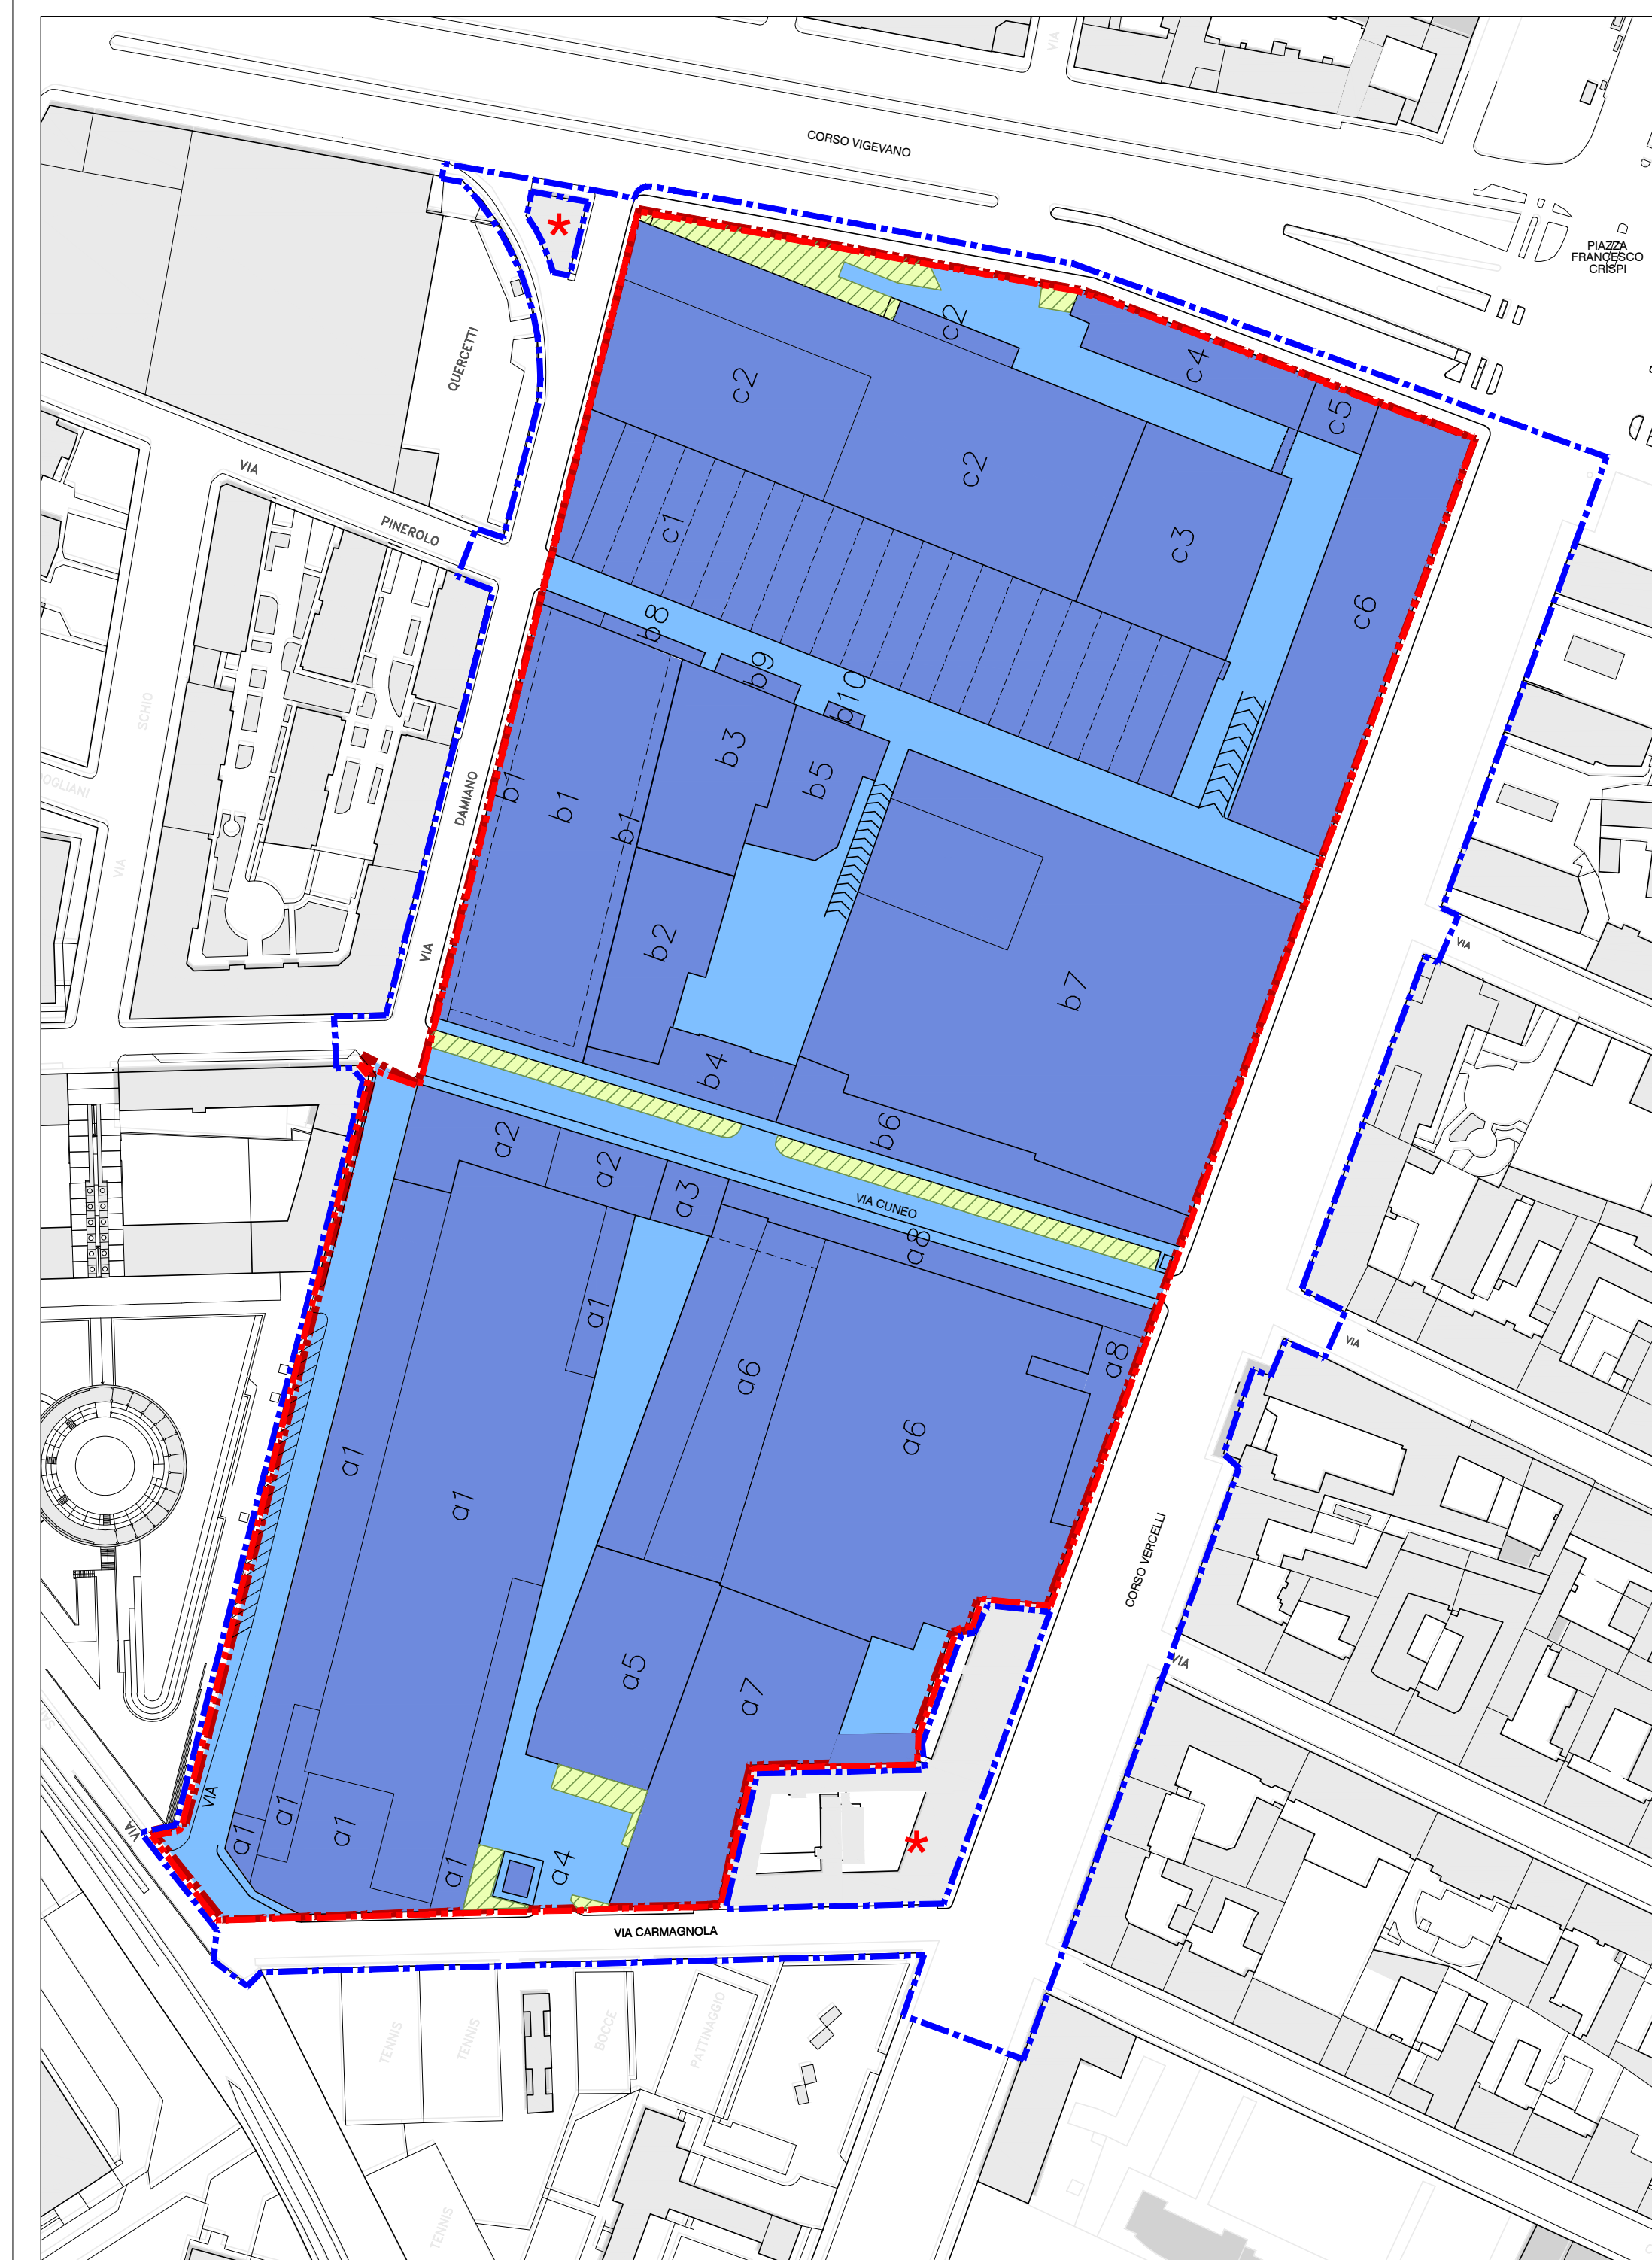 VIA
CORSO VIGEVANO
PIAZZA
FRANCESCO
CRISPI
*
QUERCETTI
VIA
PINEROLO
c2
c2
c2
c4
c5
c1
c3
c6
SCHIO
VIA
DAMIANO
VIA
b8
b9
b10
b1
b1
b1
b3
b5
b2
b7
b4
b6
VIA
VIA CUNEO
a2
a2
a3
a8
a8
a1
a1
a1
a6
a6
VIA
CORSO VERCELLI
VIA
a5
a7
VIA
VIA
a1
a1
a1
a1
a4
*
VIA CARMAGNOLA
TENNIS
TENNIS
BOCCE
PATTINAGGIO
TENNIS